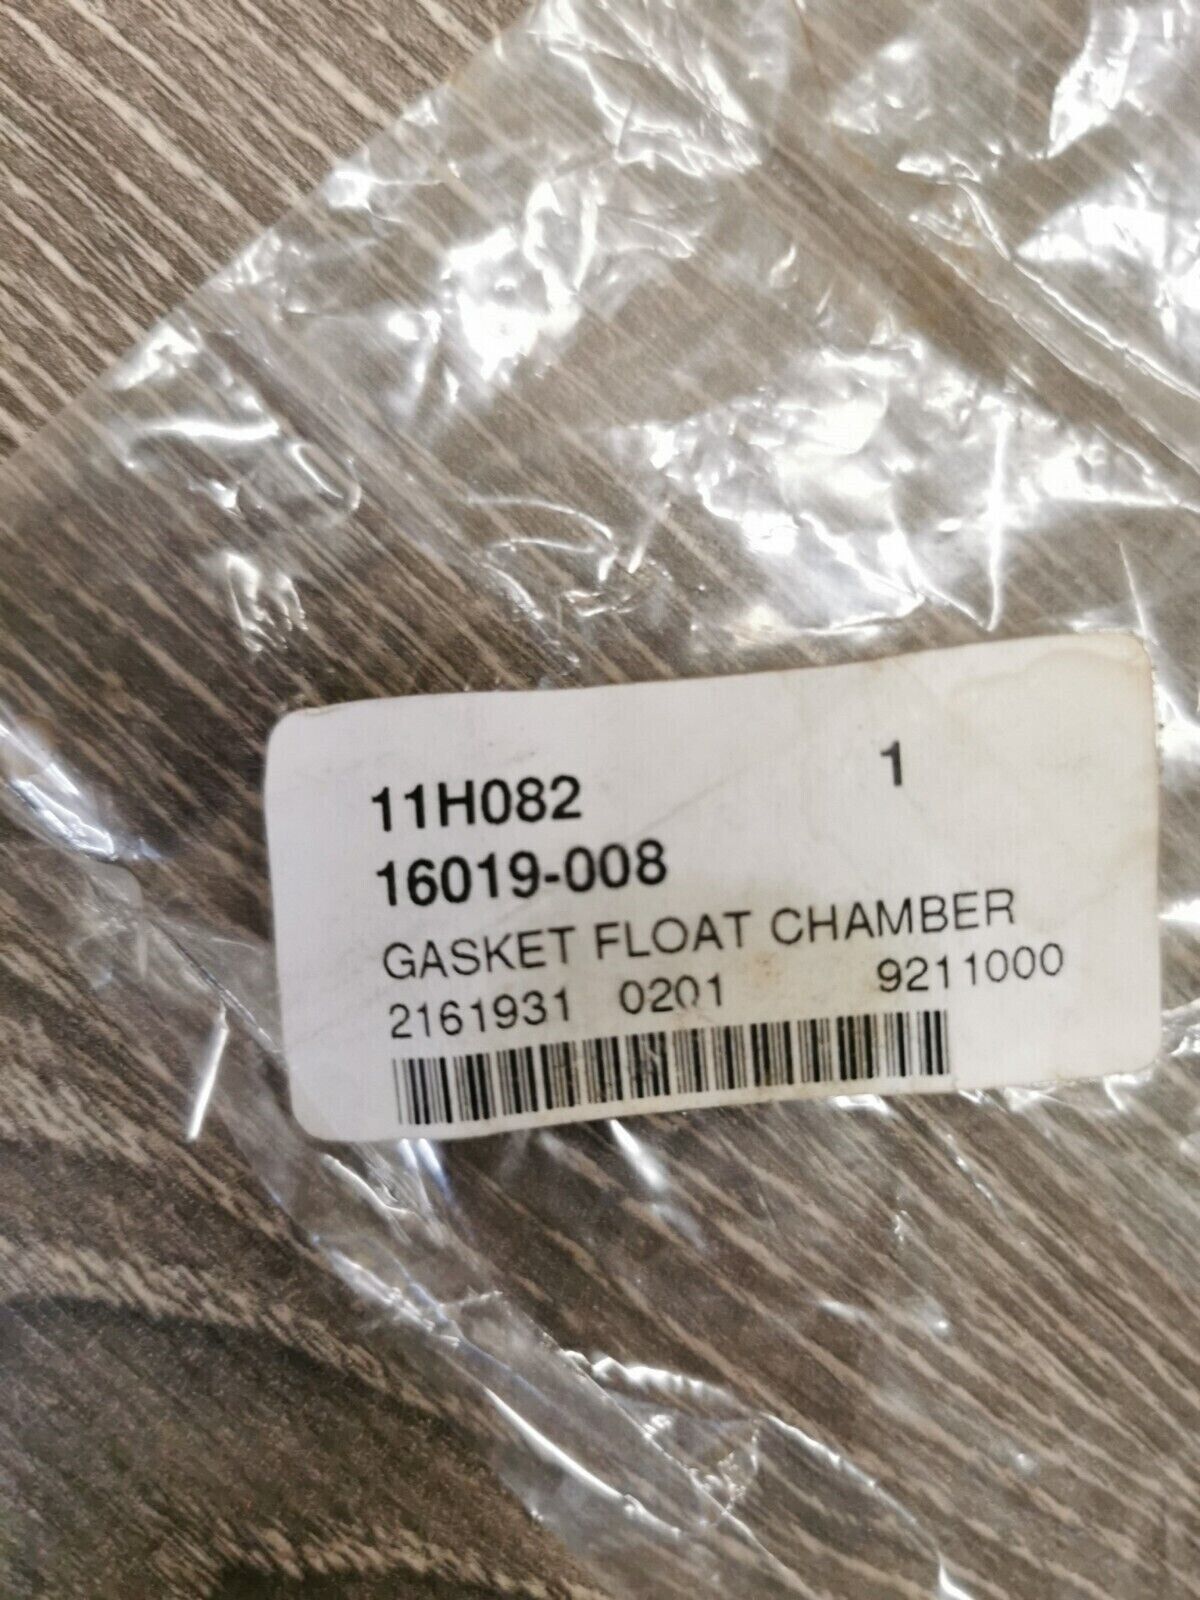 11H082 1
16019-008
GASKET FLOAT CHAMBER
2161931 0201 9211000